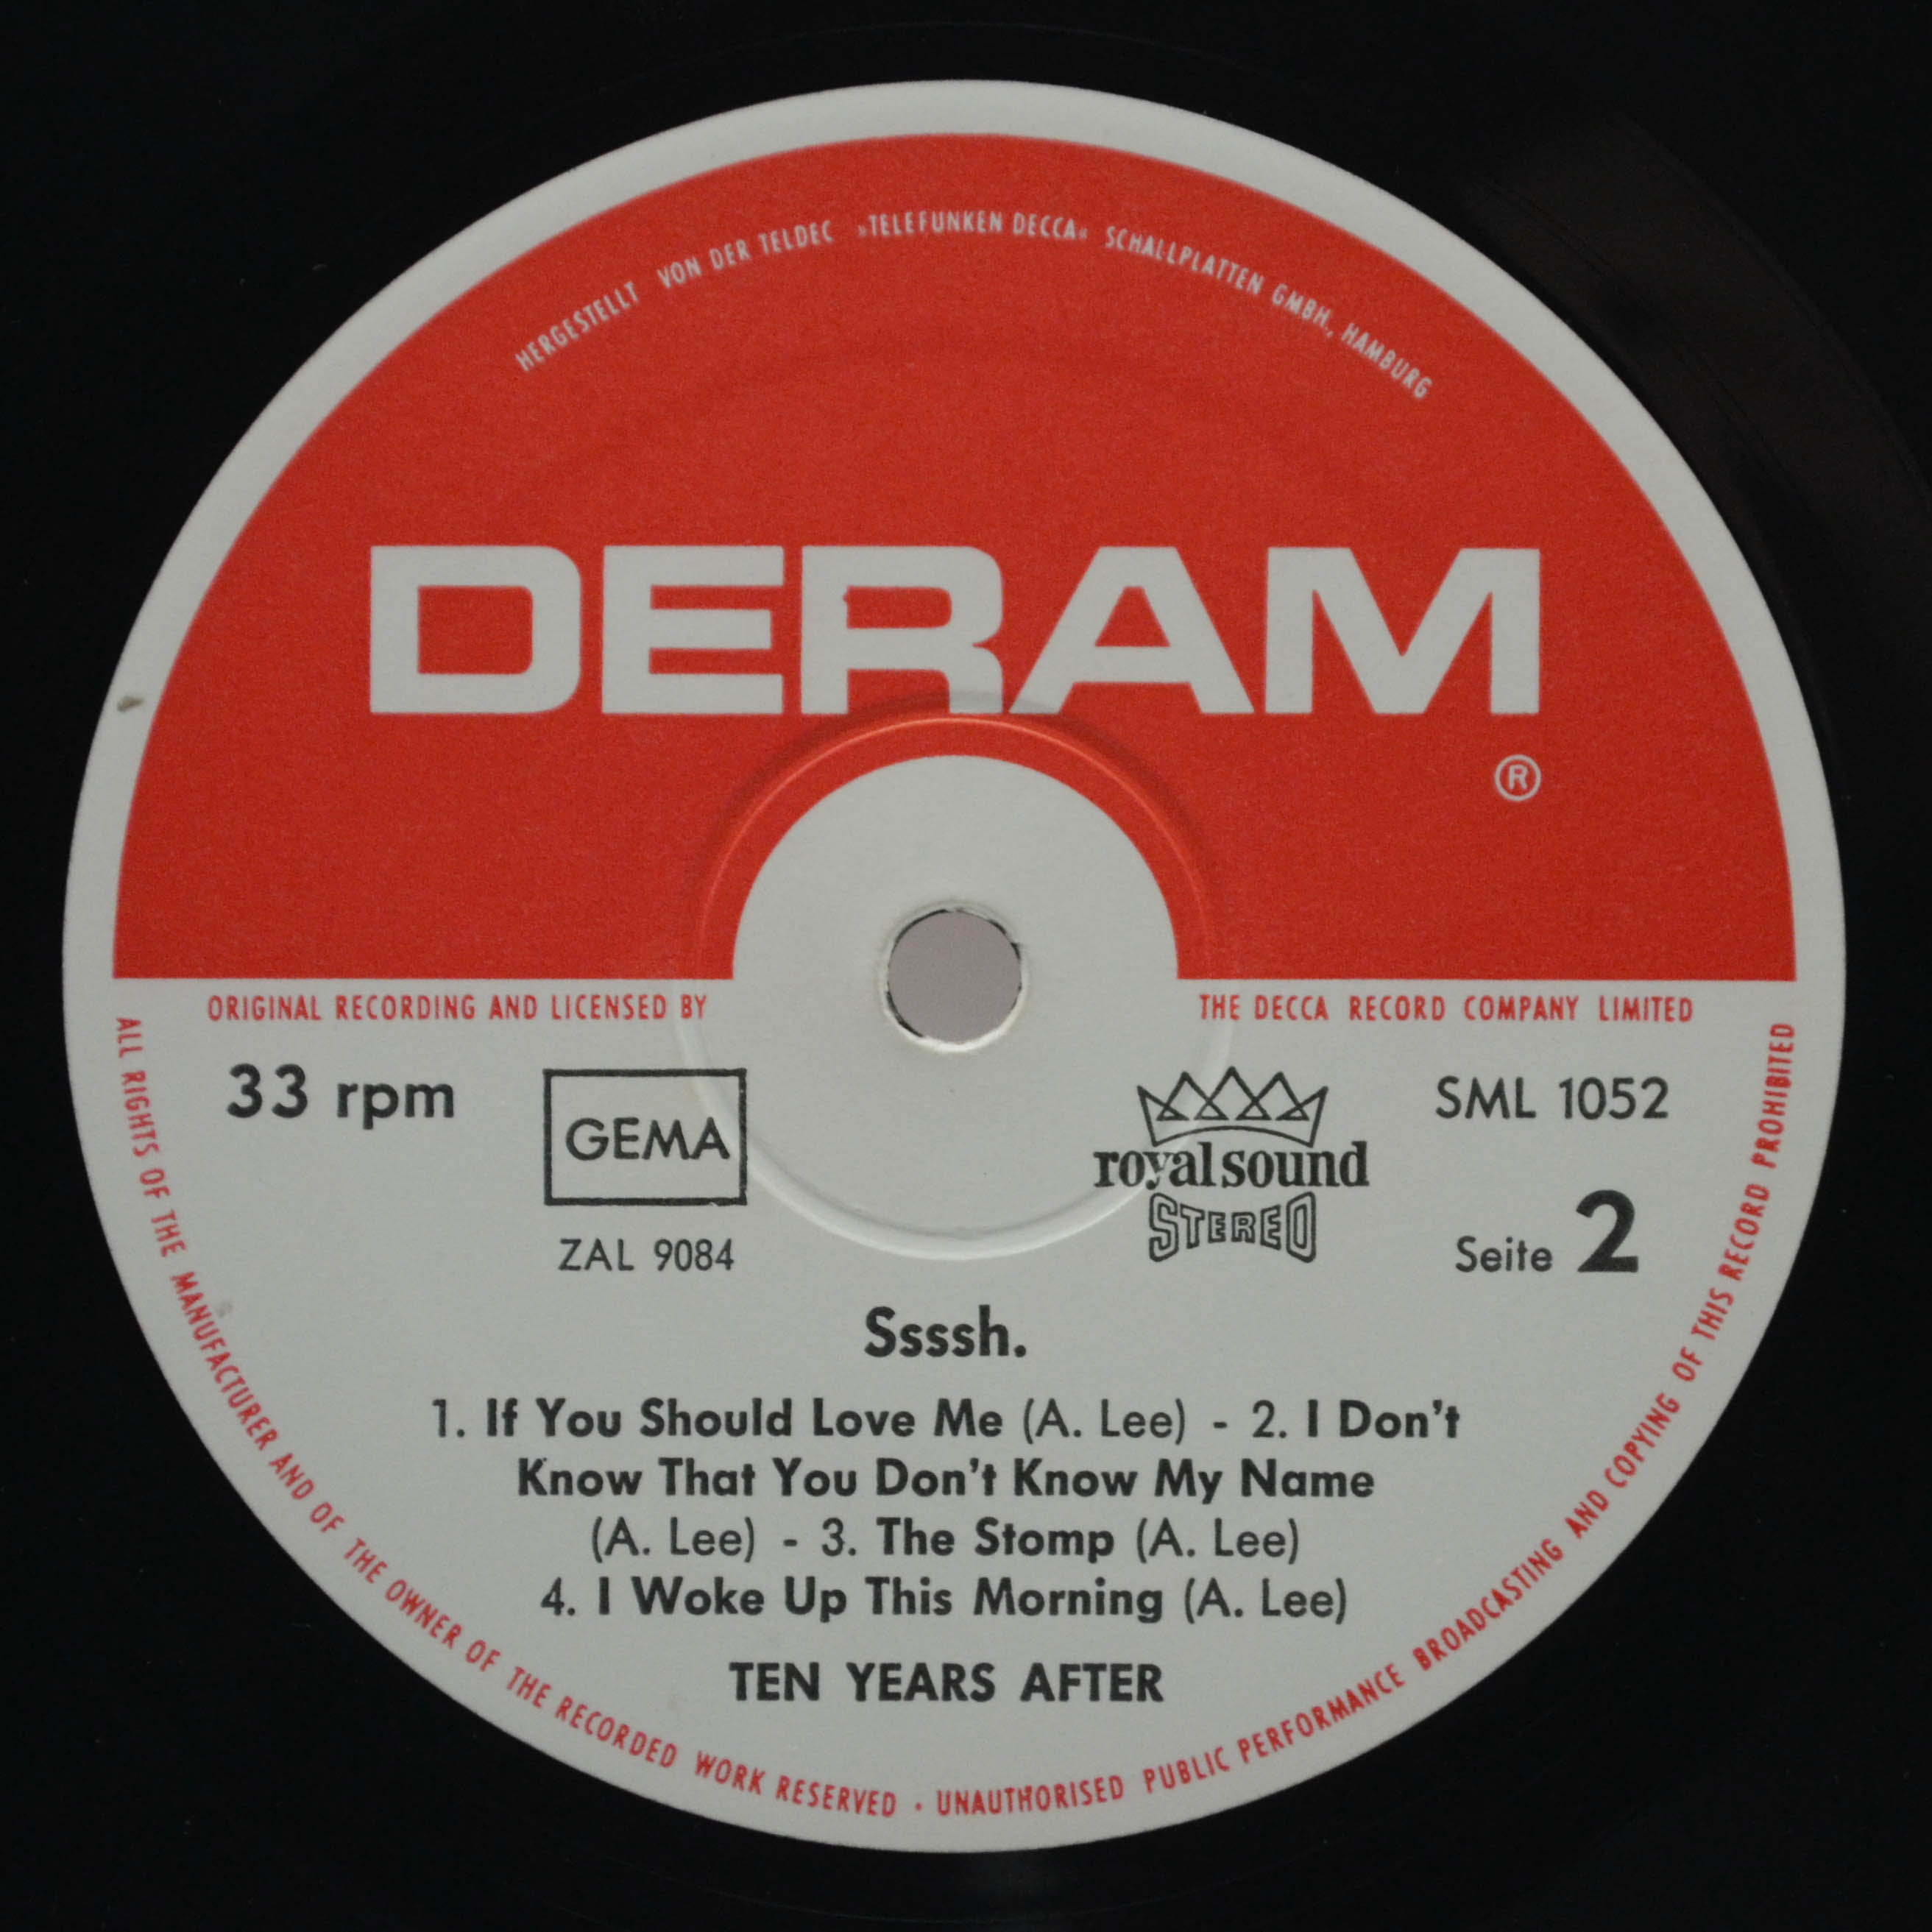 HERGESTELLT VON DER TELDEC »TELEFUNKEN DECCA« SCHALLPLATTEN GMBH., HAMBURG
DERAM
®
ORIGINAL RECORDING AND LICENSED BY THE DECCA RECORD COMPANY LIMITED
33 rpm
GEMA
ZAL 9084
royal sound
STEREO
SML 1052
Seite 2
Ssssh.
1. If You Should Love Me (A. Lee) - 2. I Don't
Know That You Don't Know My Name
(A. Lee) - 3. The Stomp (A. Lee)
4. I Woke Up This Morning (A. Lee)
TEN YEARS AFTER
ALL RIGHTS OF THE MANUFACTURER AND OF THE OWNER OF THE RECORDED WORK RESERVED · UNAUTHORISED PUBLIC PERFORMANCE BROADCASTING AND COPYING OF THIS RECORD PROHIBITED